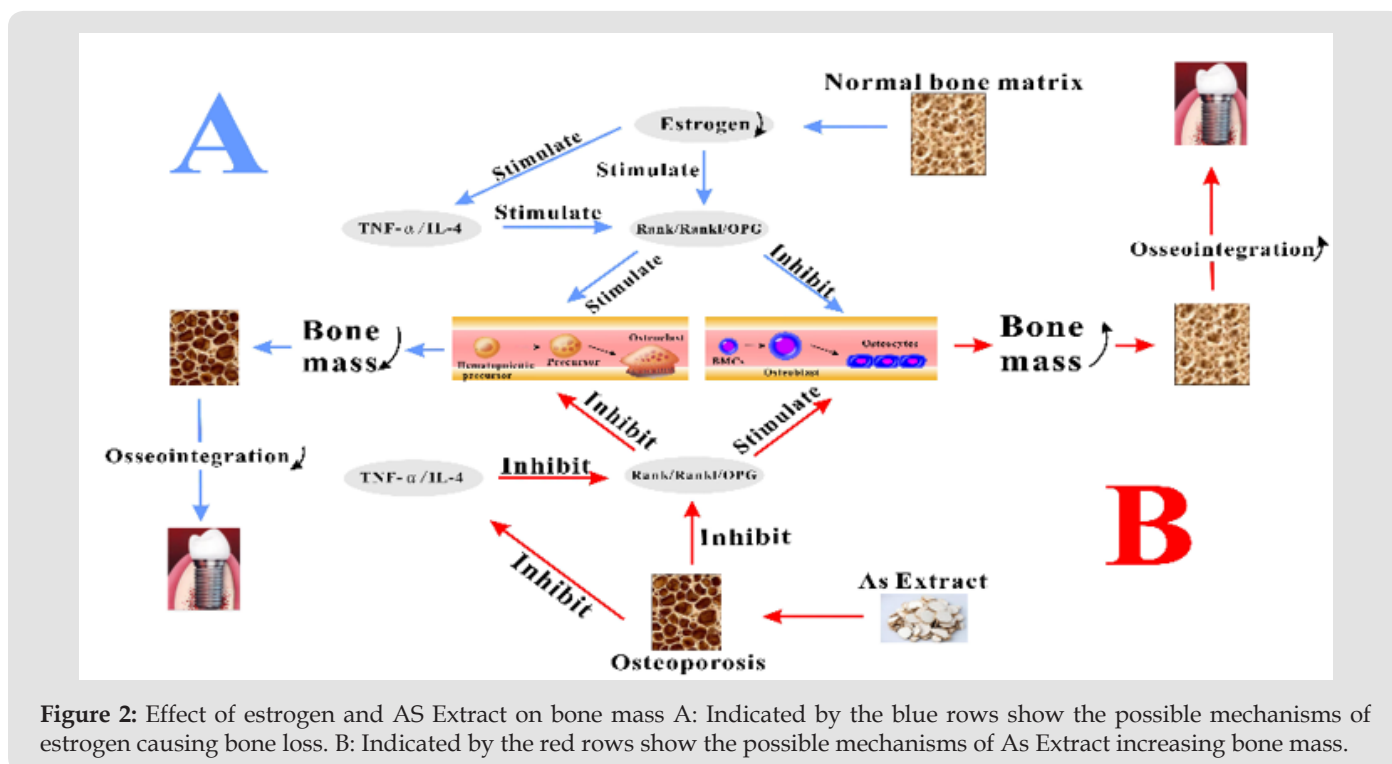 A
Normal bone matrix
Estrogen
Stimulate
Stimulate
TNF-α/IL-4
Stimulate
Rank/Rankl/OPG
Osseointegration
Stimulate
Inhibit
Bone
mass
Hematopoietic
precursor
Precursor
Osteoclast
BMCs
Osteoblast
Osteocytes
Bone
mass
Inhibit
Stimulate
Osseointegration
TNF-α/IL-4
Inhibit
Rank/Rankl/OPG
B
Inhibit
Inhibit
As Extract
Osteoporosis
Figure 2: Effect of estrogen and AS Extract on bone mass A: Indicated by the blue rows show the possible mechanisms of
estrogen causing bone loss. B: Indicated by the red rows show the possible mechanisms of As Extract increasing bone mass.